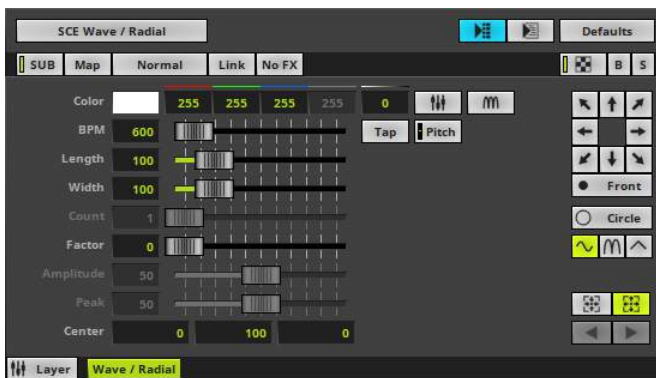 SCE Wave / Radial Defaults
SUB Map Normal Link No FX B S
Color 255 255 255 255 0
BPM 600 Tap Pitch
Length 100
Width 100
Count 1 Front
Factor 0 Circle
Amplitude 50
Peak 50
Center 0 100 0
Layer Wave / Radial